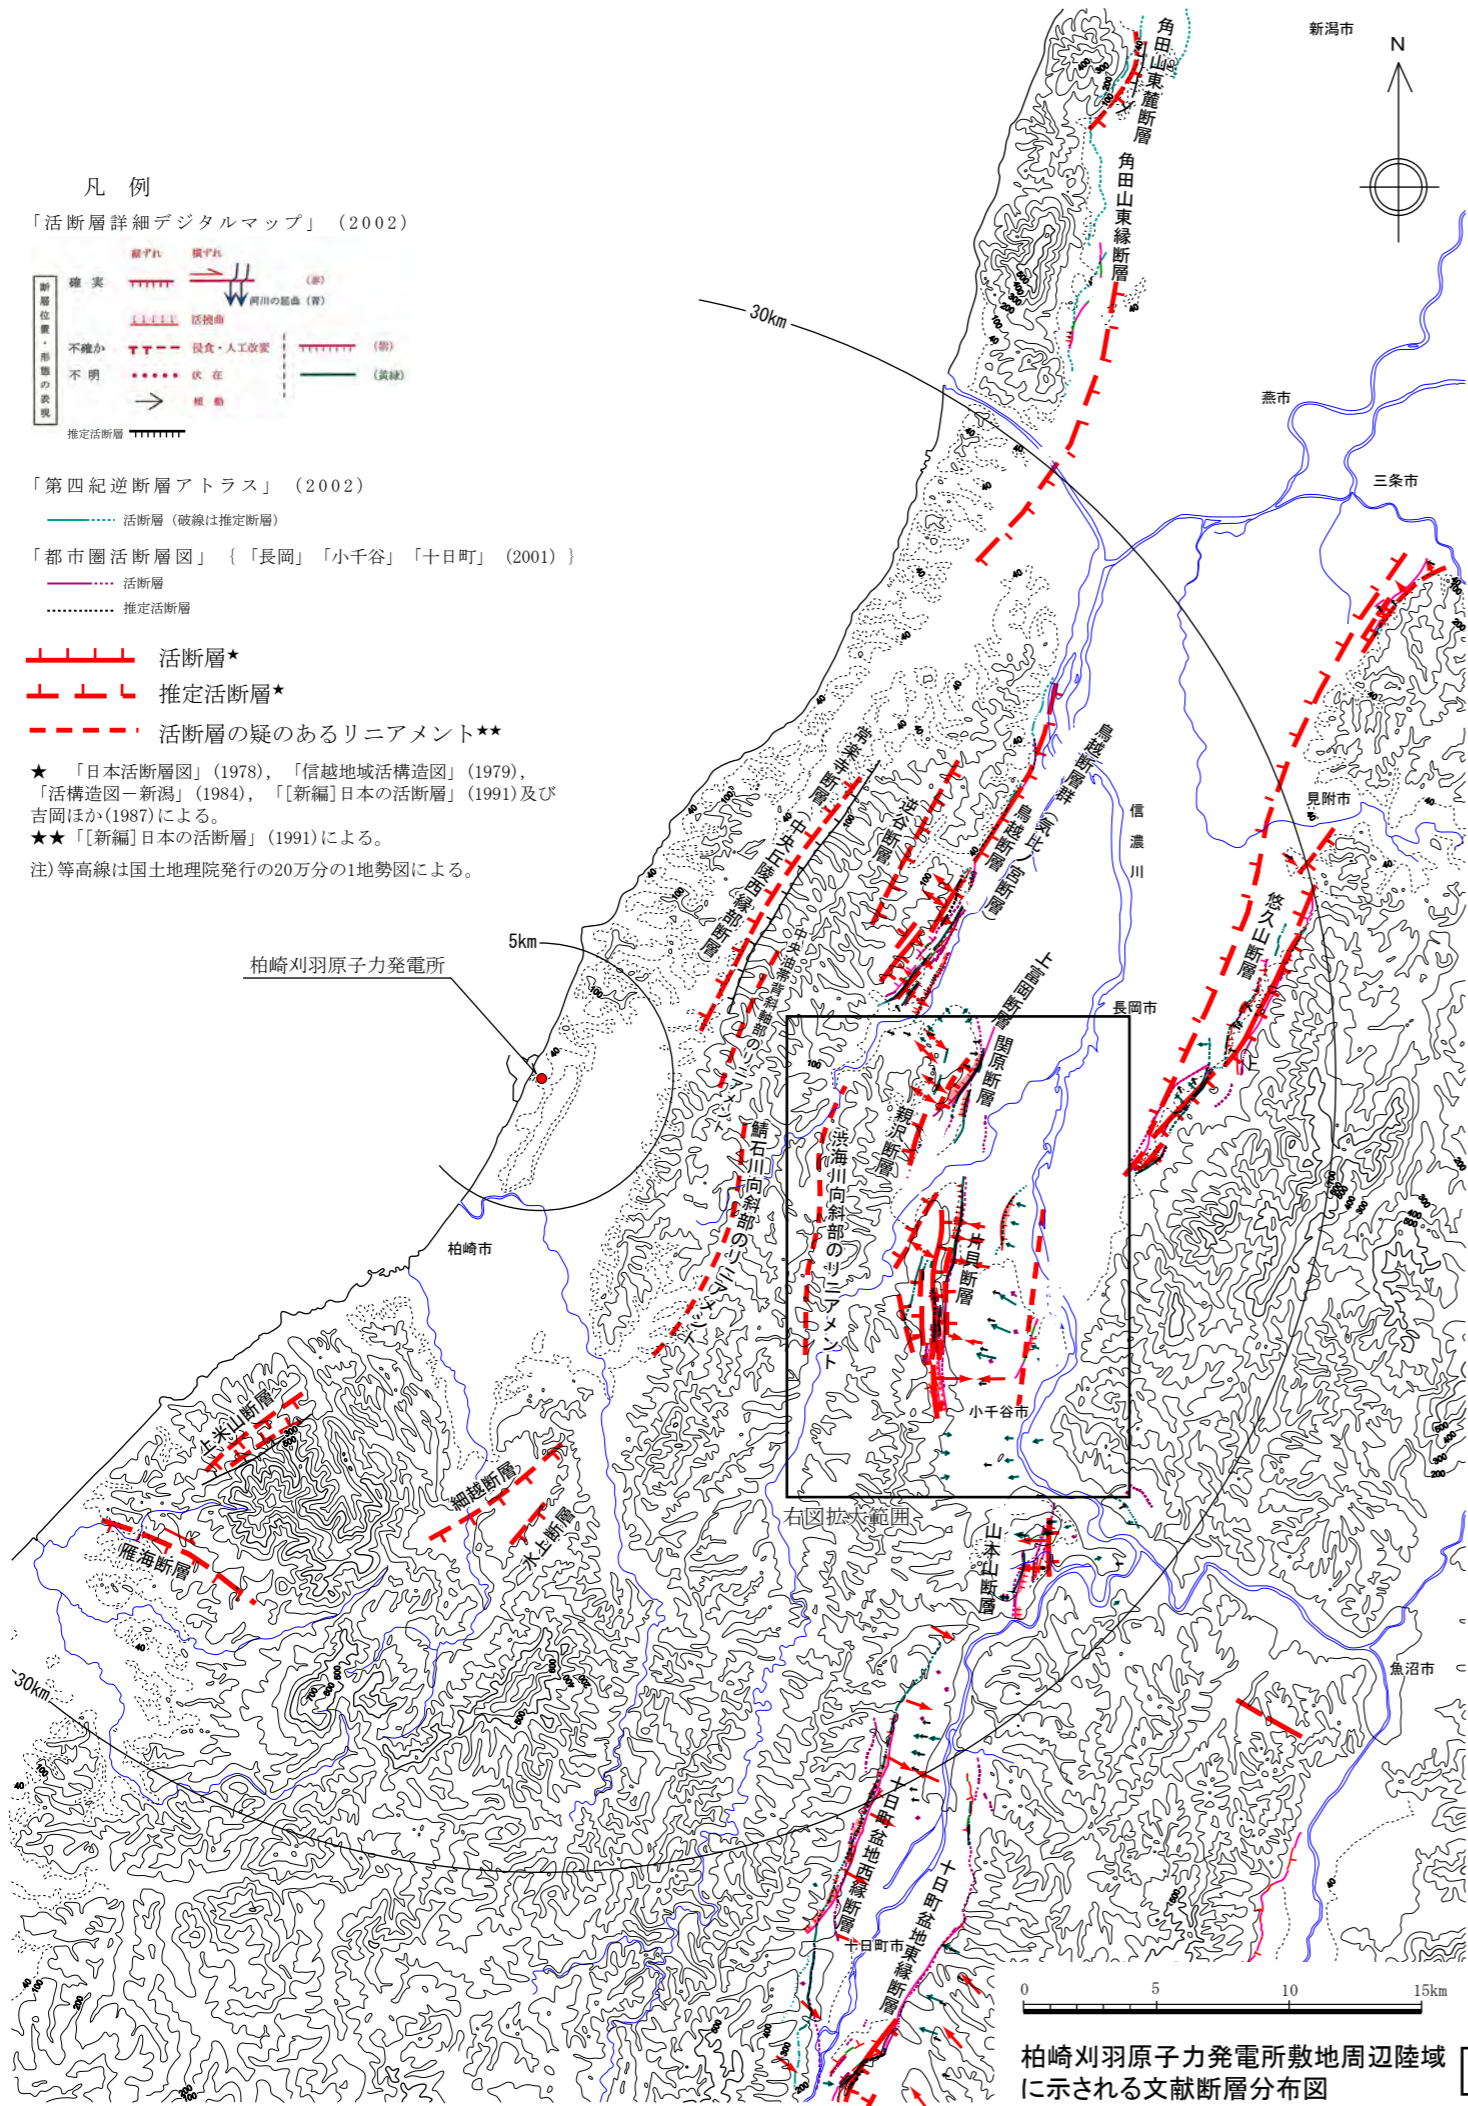 凡 例
「活断層詳細デジタルマップ」 (2002)
縦ずれ 横ずれ
断層位置・形態の表現
確 実
(赤)
河川の屈曲 (青)
活撓曲
不確か
侵食・人工改変
(紫)
不 明
伏 在
(黄緑)
傾 動
推定活断層
「第四紀逆断層アトラス」 (2002)
活断層 (破線は推定断層)
「都市圏活断層図」 {「長岡」「小千谷」「十日町」 (2001) }
活断層
推定活断層
活断層★
推定活断層★
活断層の疑のあるリニアメント★★
★ 「日本活断層図」(1978), 「信越地域活構造図」(1979),
「活構造図-新潟」(1984), 「[新編]日本の活断層」(1991)及び
吉岡ほか(1987)による。
★★「[新編]日本の活断層」(1991)による。
注)等高線は国土地理院発行の20万分の1地勢図による。
新潟市
N
角田山東麓断層
角田山東縁断層
30km
燕市
三条市
見附市
信濃川
鳥越断層群
鳥越断層(気比ノ宮断層)
逆谷断層
常楽寺断層(中央丘陵西縁部断層)
中央油帯背斜軸部のリニアメント
悠久山断層
5km
柏崎刈羽原子力発電所
長岡市
上富岡断層
関原断層
親沢断層
鯖石川向斜部のリニアメント
渋海川向斜部のリニアメント
片貝断層
柏崎市
小千谷市
上米山断層
細越断層
水上断層
雁海断層
右図拡大範囲
山本山断層
魚沼市
30km
十日町盆地西縁断層
十日町盆地東縁断層
十日町市
0 5 10 15km
柏崎刈羽原子力発電所敷地周辺陸域
に示される文献断層分布図